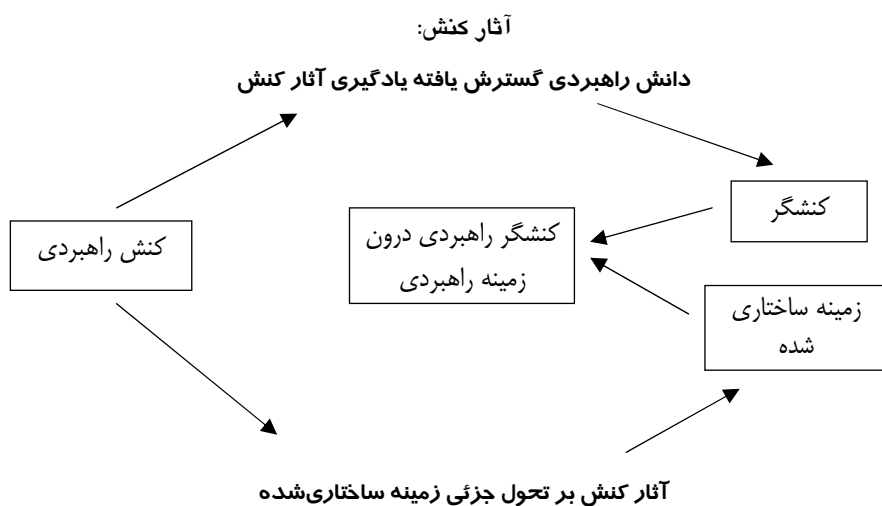 آثار کنش:
دانش راهبردی گسترش یافته یادگیری آثار کنش
کنشگر
کنشگر راهبردی درون
زمینه راهبردی
کنش راهبردی
زمینه ساختاری
شده
آثار کنش بر تحول جزئی زمینه ساختاری‌شده